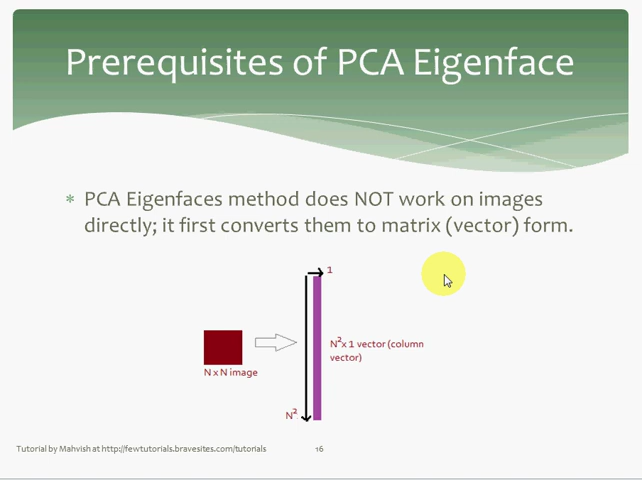 Prerequisites of PCA Eigenface
* PCA Eigenfaces method does NOT work on images
directly; it first converts them to matrix (vector) form.
1
N² x 1 vector (column
vector)
N x N image
N²
Tutorial by Mahvish at http://fewtutorials.bravesites.com/tutorials
16